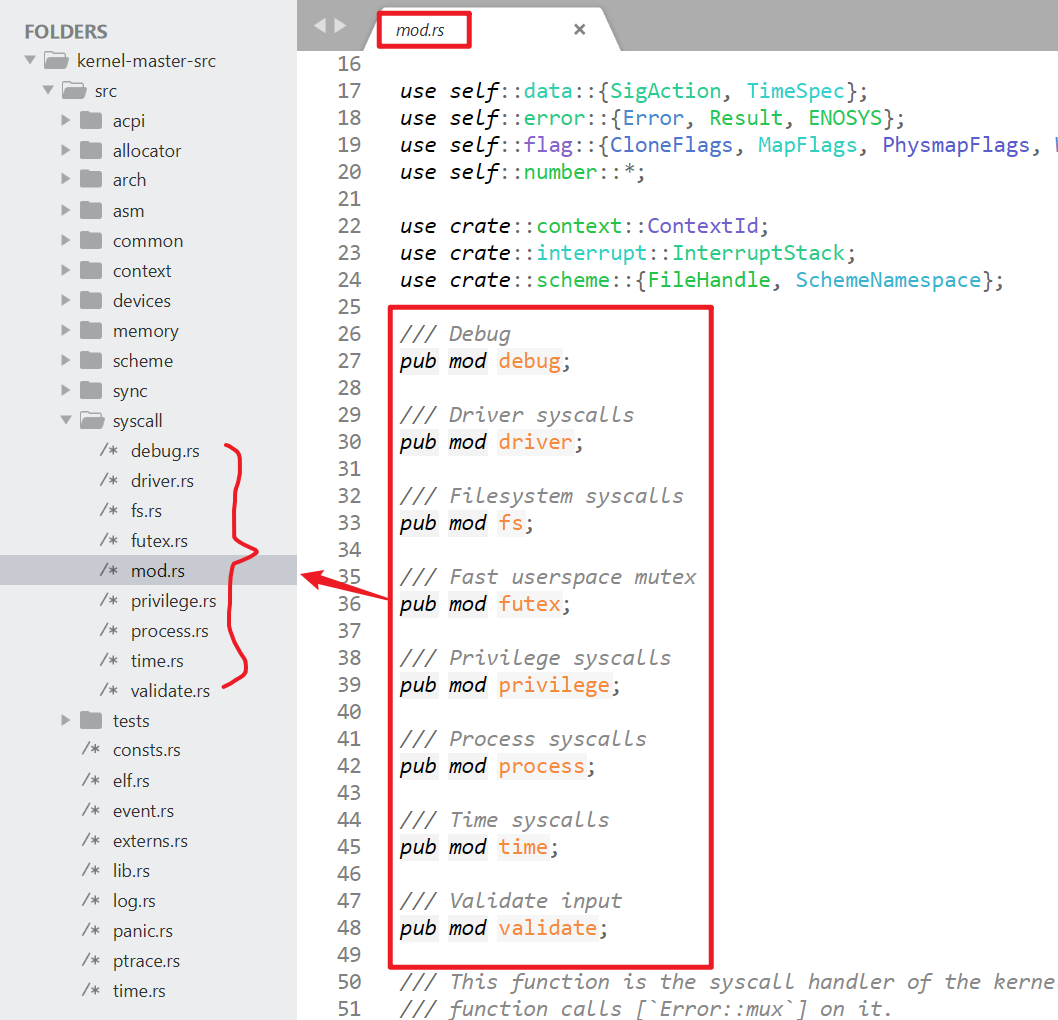 FOLDERS
kernel-master-src
src
acpi
allocator
arch
asm
common
context
devices
memory
scheme
sync
syscall
/* debug.rs
/* driver.rs
/* fs.rs
/* futex.rs
/* mod.rs
/* privilege.rs
/* process.rs
/* time.rs
/* validate.rs
tests
/* consts.rs
/* elf.rs
/* event.rs
/* externs.rs
/* lib.rs
/* log.rs
/* panic.rs
/* ptrace.rs
/* time.rs
mod.rs ×
16
17 use self::data::{SigAction, TimeSpec};
18 use self::error::{Error, Result, ENOSYS};
19 use self::flag::{CloneFlags, MapFlags, PhysmapFlags,
20 use self::number::*;
21
22 use crate::context::ContextId;
23 use crate::interrupt::InterruptStack;
24 use crate::scheme::{FileHandle, SchemeNamespace};
25
26 /// Debug
27 pub mod debug;
28
29 /// Driver syscalls
30 pub mod driver;
31
32 /// Filesystem syscalls
33 pub mod fs;
34
35 /// Fast userspace mutex
36 pub mod futex;
37
38 /// Privilege syscalls
39 pub mod privilege;
40
41 /// Process syscalls
42 pub mod process;
43
44 /// Time syscalls
45 pub mod time;
46
47 /// Validate input
48 pub mod validate;
49
50 /// This function is the syscall handler of the kerne
51 /// function calls [`Error::mux`] on it.